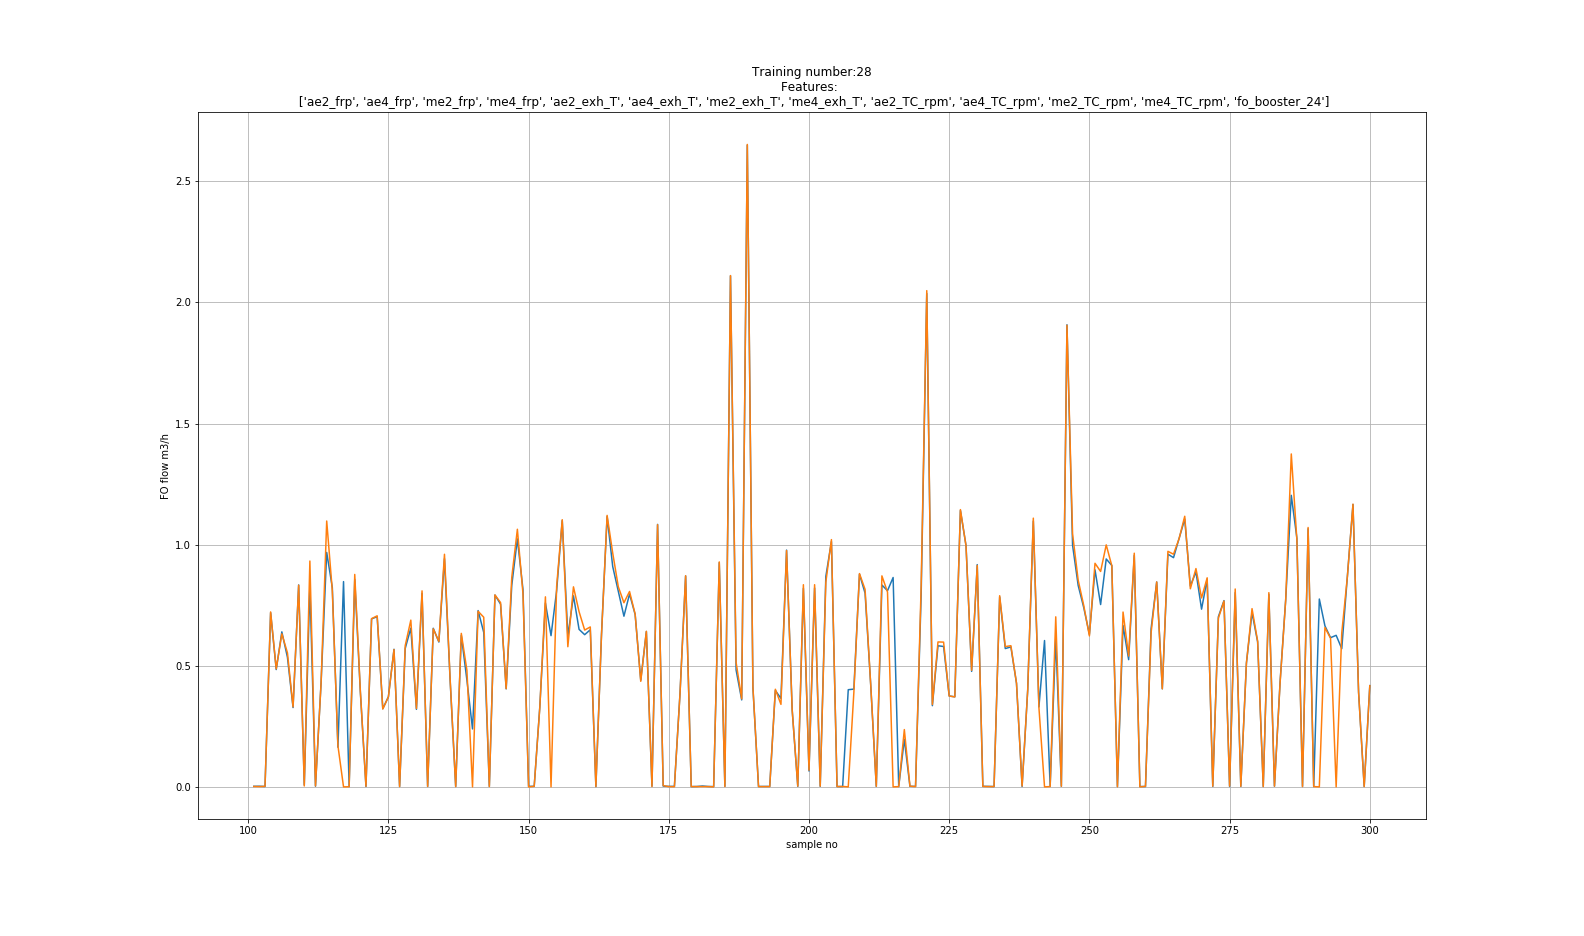 Training number:28
Features:
['ae2_frp', 'ae4_frp', 'me2_frp', 'me4_frp', 'ae2_exh_T', 'ae4_exh_T', 'me2_exh_T', 'me4_exh_T', 'ae2_TC_rpm', 'ae4_TC_rpm', 'me2_TC_rpm', 'me4_TC_rpm', 'fo_booster_24']
2.5
2.0
1.5
1.0
0.5
0.0
FO flow m3/h
100 125 150 175 200 225 250 275 300
sample no